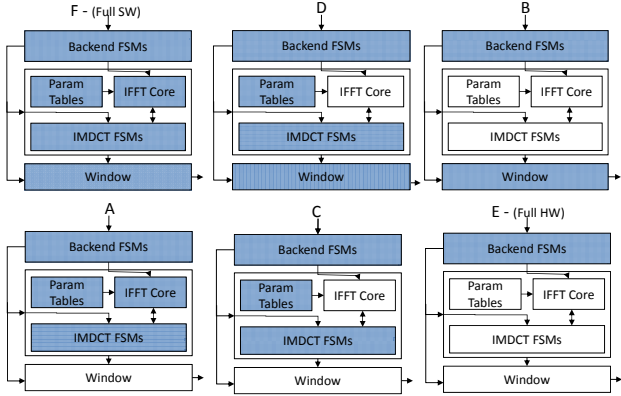 F - (Full SW)
Backend FSMs
Param
Tables
IFFT Core
IMDCT FSMs
Window
D
Backend FSMs
Param
Tables
IFFT Core
IMDCT FSMs
Window
B
Backend FSMs
Param
Tables
IFFT Core
IMDCT FSMs
Window
A
Backend FSMs
Param
Tables
IFFT Core
IMDCT FSMs
Window
C
Backend FSMs
Param
Tables
IFFT Core
IMDCT FSMs
Window
E - (Full HW)
Backend FSMs
Param
Tables
IFFT Core
IMDCT FSMs
Window